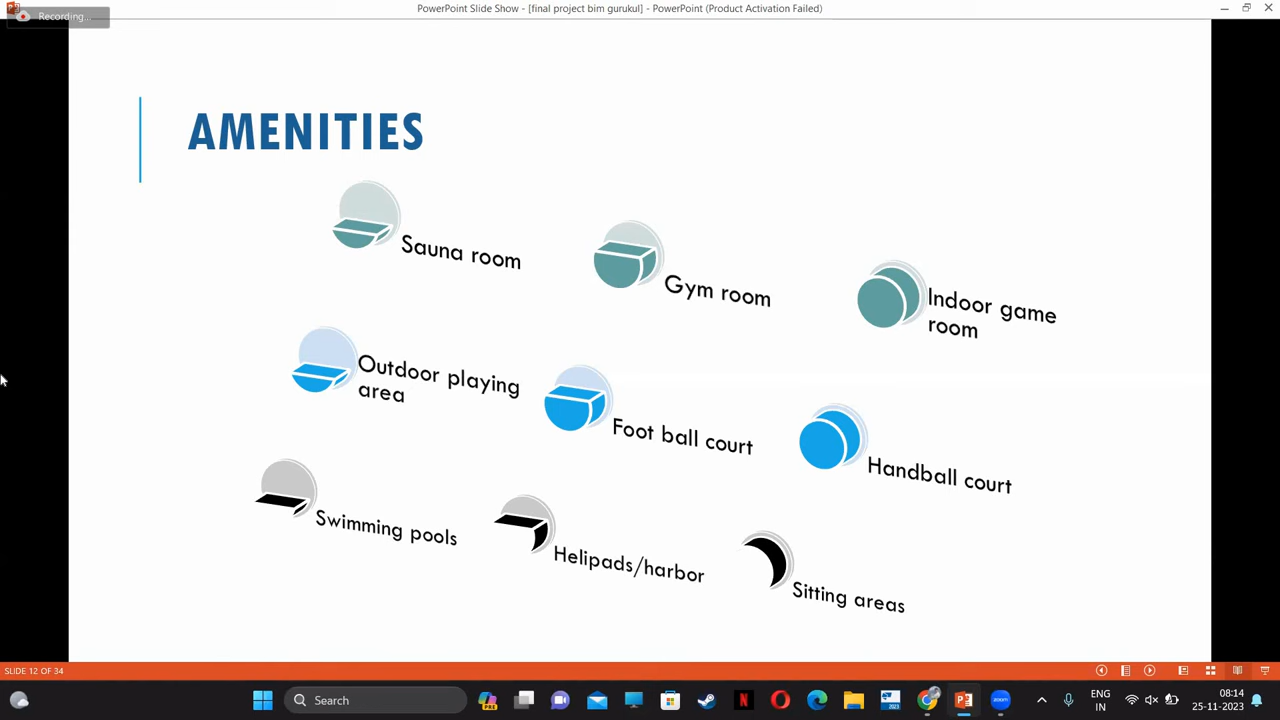 PowerPoint Slide Show - [final project bim gurukul] - PowerPoint (Product Activation Failed)
Recording...
AMENITIES
Sauna room
Gym room
Indoor game
room
Outdoor playing
area
Foot ball court
Handball court
Swimming pools
Helipads/harbor
Sitting areas
SLIDE 12 OF 34
Search
ENG
IN
08:14
25-11-2023